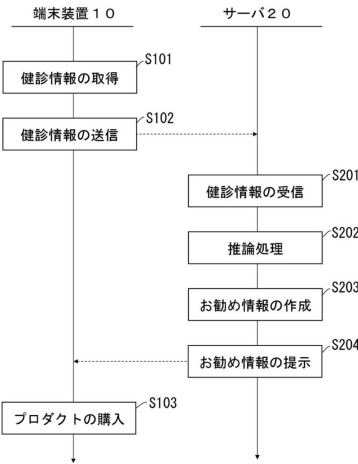 端末装置１０
サーバ２０
S101
健診情報の取得
S102
健診情報の送信
S201
健診情報の受信
S202
推論処理
S203
お勧め情報の作成
S204
お勧め情報の提示
S103
プロダクトの購入